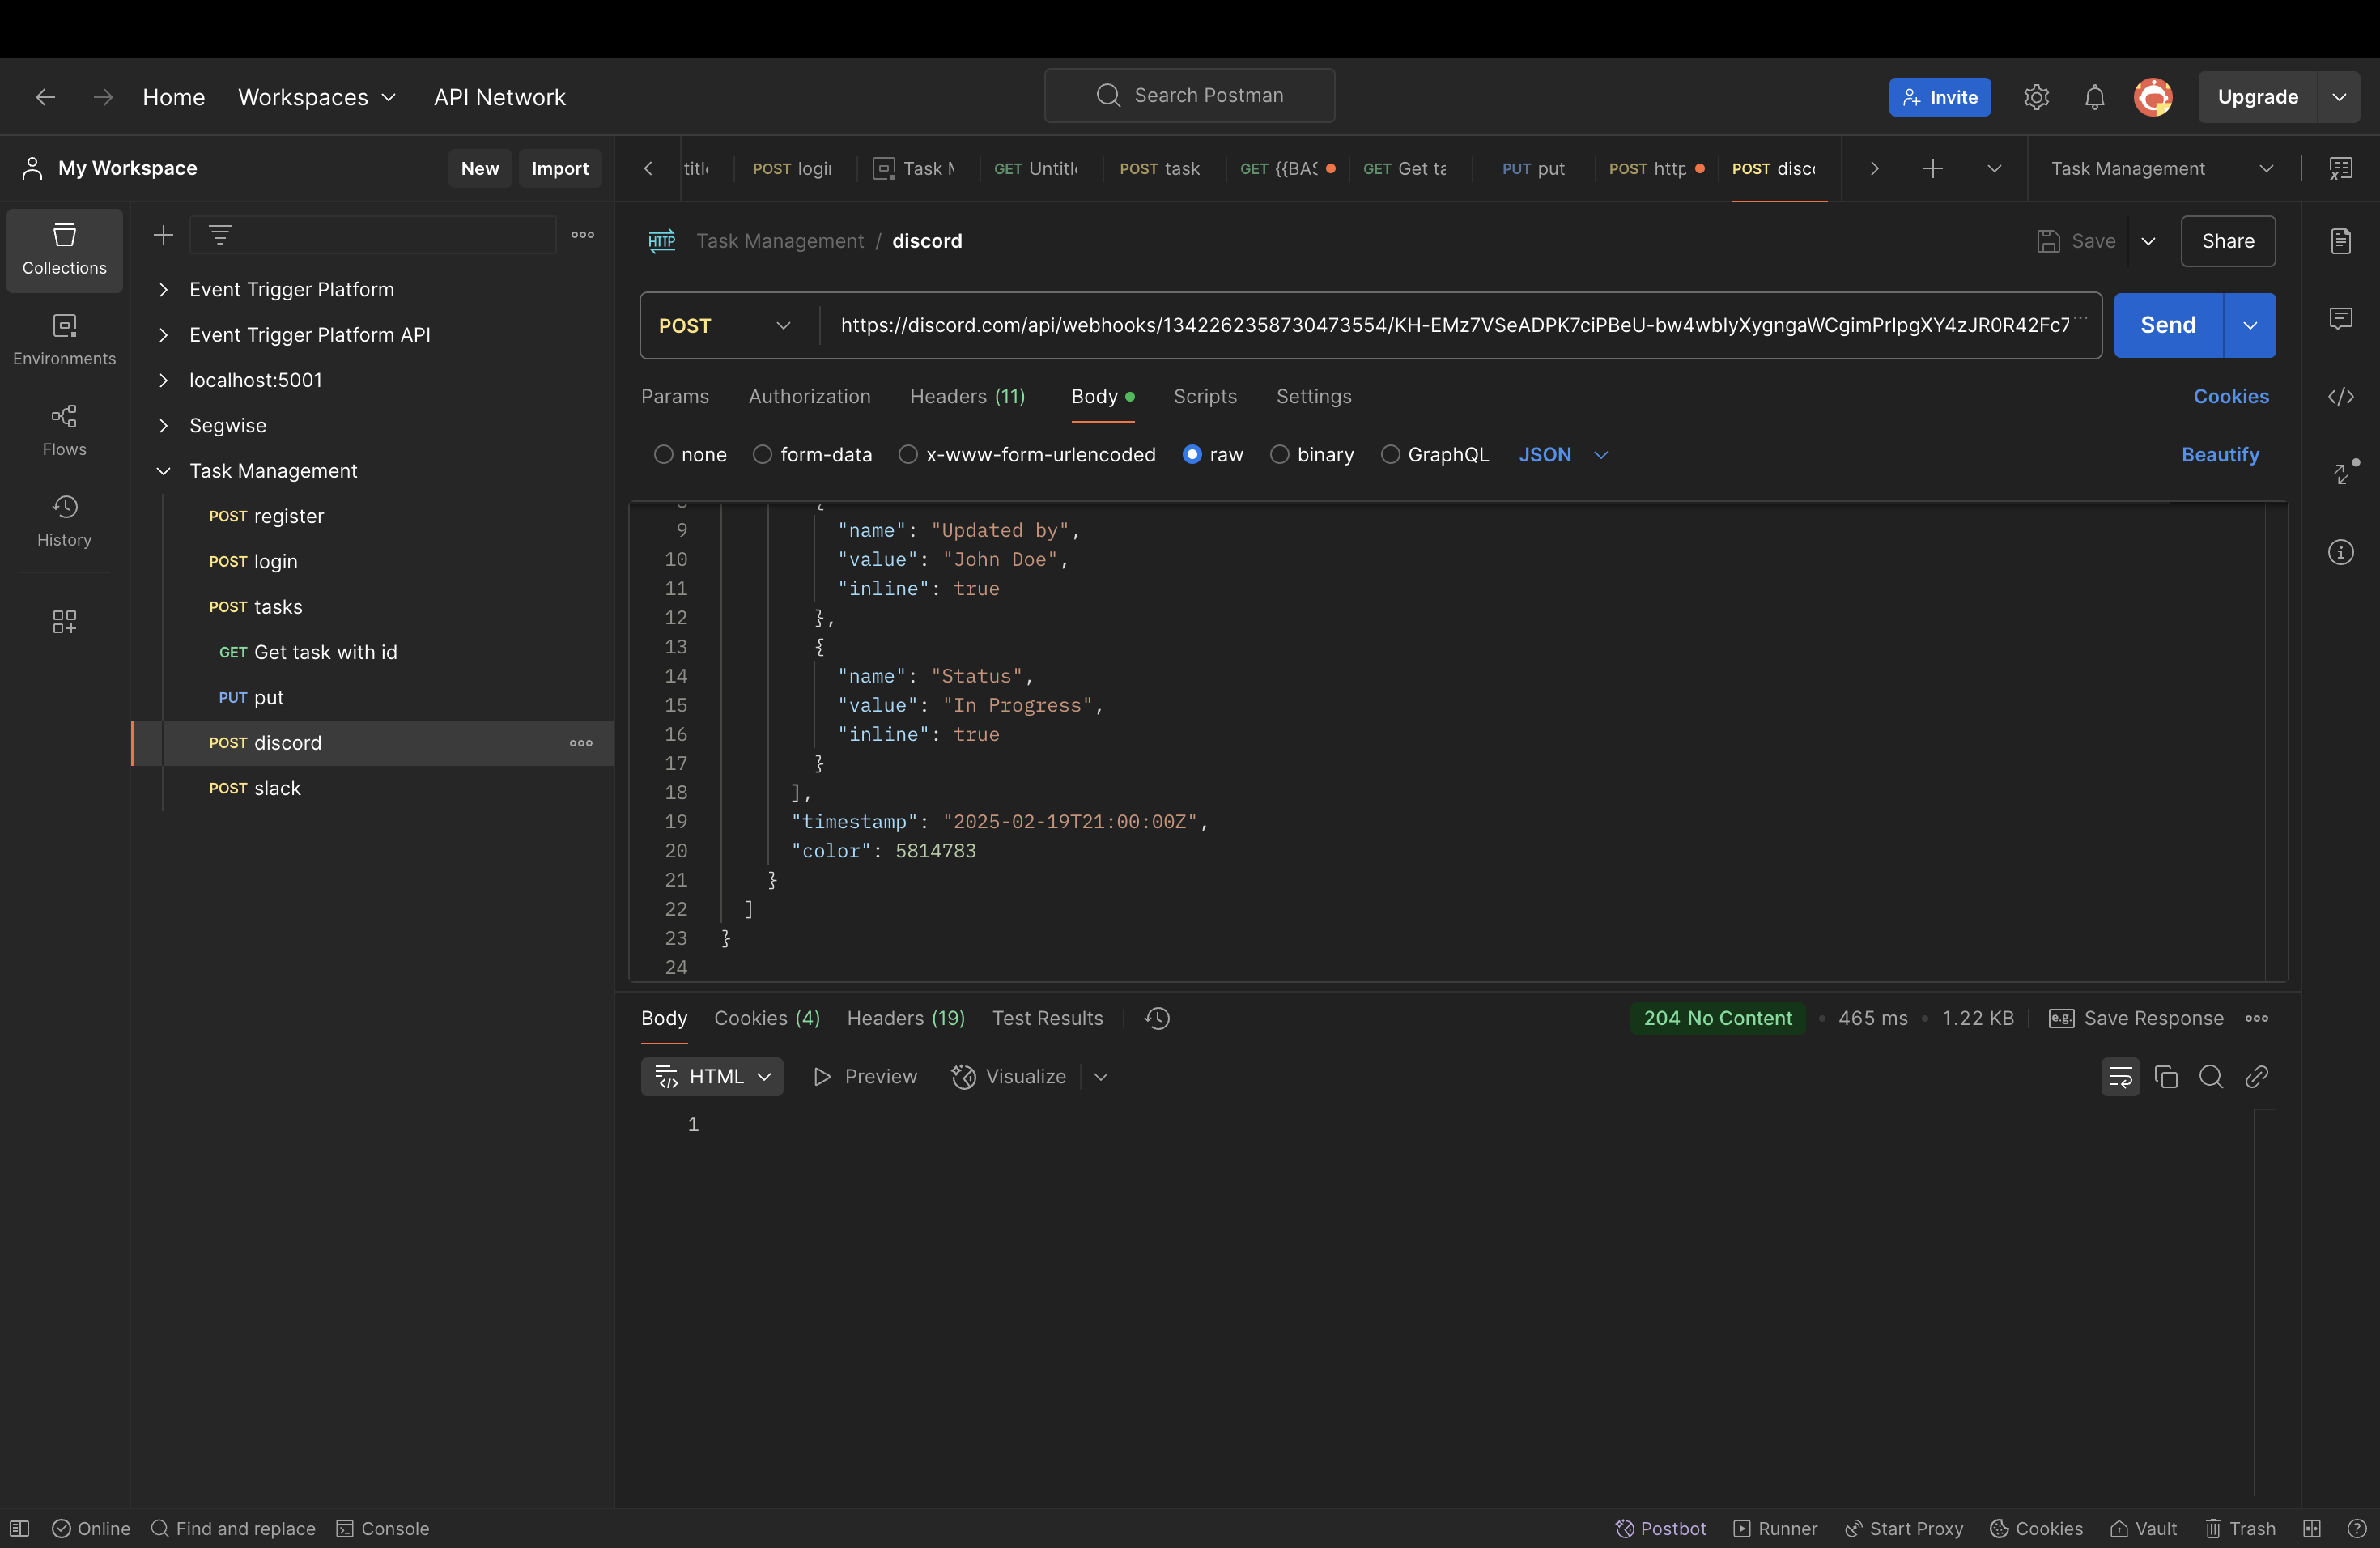 Home Workspaces API Network Search Postman Invite Upgrade
My Workspace New Import
POST login Task M GET Untitle POST task GET {{BAS GET Get ta PUT put POST http POST disco Task Management
Collections
Environments
Flows
History
Event Trigger Platform
Event Trigger Platform API
localhost:5001
Segwise
Task Management
POST register
POST login
POST tasks
GET Get task with id
PUT put
POST discord
POST slack
HTTP Task Management / discord Save Share
POST https://discord.com/api/webhooks/1342262358730473554/ Send
Params Authorization Headers (11) Body Scripts Settings Cookies
none form-data x-www-form-urlencoded raw binary GraphQL JSON Beautify
9 "name": "Updated by",
10 "value": "John Doe",
11 "inline": true
12 },
13 {
14 "name": "Status",
15 "value": "In Progress",
16 "inline": true
17 }
18 ],
19 "timestamp": "2025-02-19T21:00:00Z",
20 "color": 5814783
21 }
22 ]
23 }
24
Body Cookies (4) Headers (19) Test Results 204 No Content • 465 ms • 1.22 KB e.g. Save Response
HTML Preview Visualize
1
Online Find and replace Console Postbot Runner Start Proxy Cookies Vault Trash